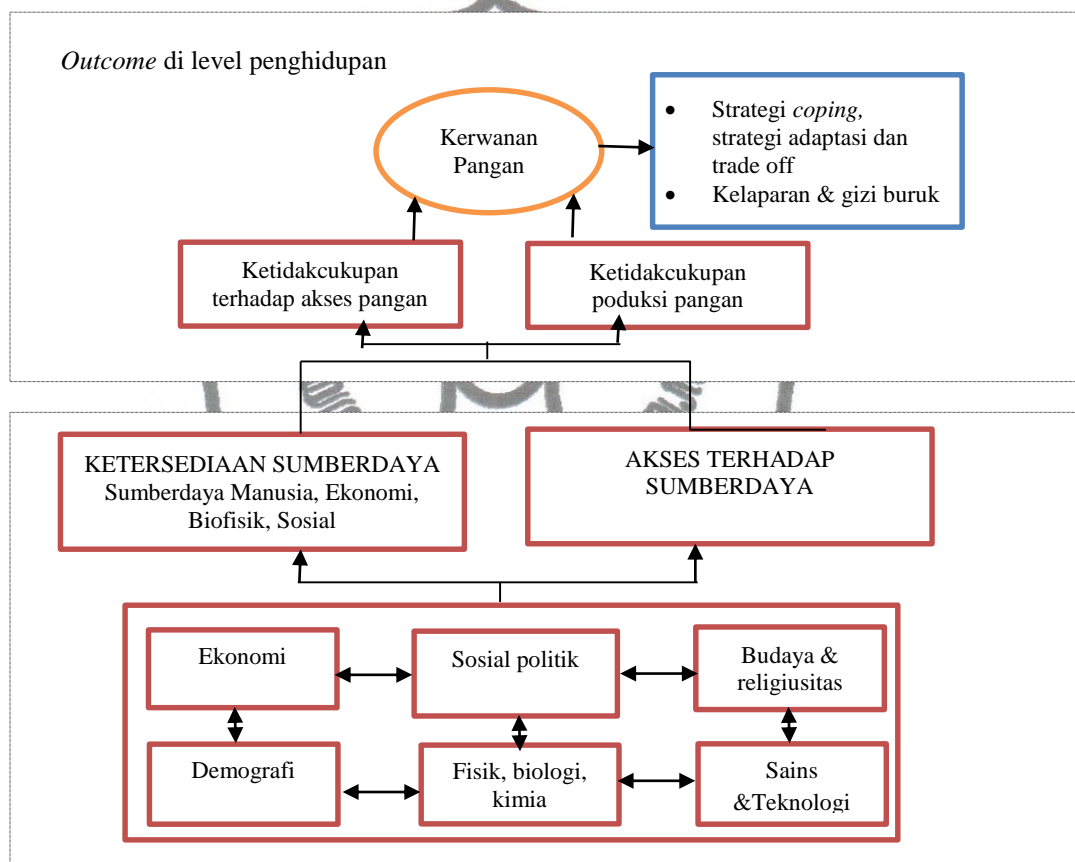 Outcome di level penghidupan
Kerwanan
Pangan
• Strategi coping,
strategi adaptasi dan
trade off
• Kelaparan & gizi buruk
Ketidakcukupan
terhadap akses pangan
Ketidakcukupan
poduksi pangan
KETERSEDIAAN SUMBERDAYA
Sumberdaya Manusia, Ekonomi,
Biofisik, Sosial
AKSES TERHADAP
SUMBERDAYA
Ekonomi
Sosial politik
Budaya &
religiusitas
Demografi
Fisik, biologi,
kimia
Sains
&Teknologi